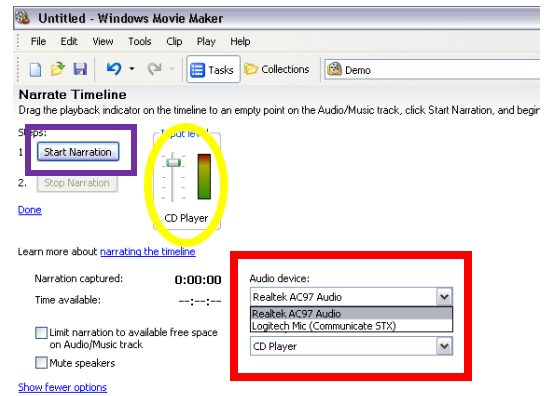 Untitled - Windows Movie Maker
File Edit View Tools Clip Play Help
Tasks Collections Demo
Narrate Timeline
Drag the playback indicator on the timeline to an empty point on the Audio/Music track, click Start Narration, and begin
Steps:
Input level
1 Start Narration
2. Stop Narration
Done
CD Player
Learn more about narrating the timeline
Narration captured: 0:00:00
Time available: --:--:--
Limit narration to available free space
on Audio/Music track
Mute speakers
Show fewer options
Audio device:
Realtek AC97 Audio
Realtek AC97 Audio
Logitech Mic (Communicate STX)
CD Player